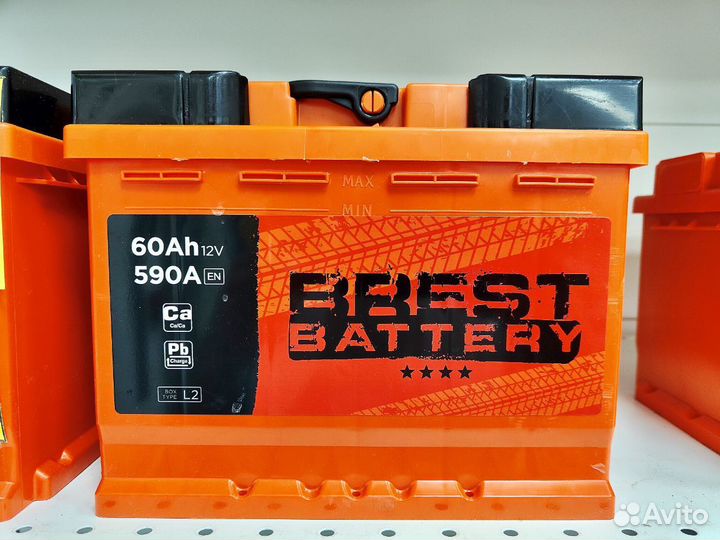 MAX
MIN
60Ah 12V
590A EN
BREST
BATTERY
Ca
Ca/Ca
Pb
Charge
BOX TYPE L2
Avito